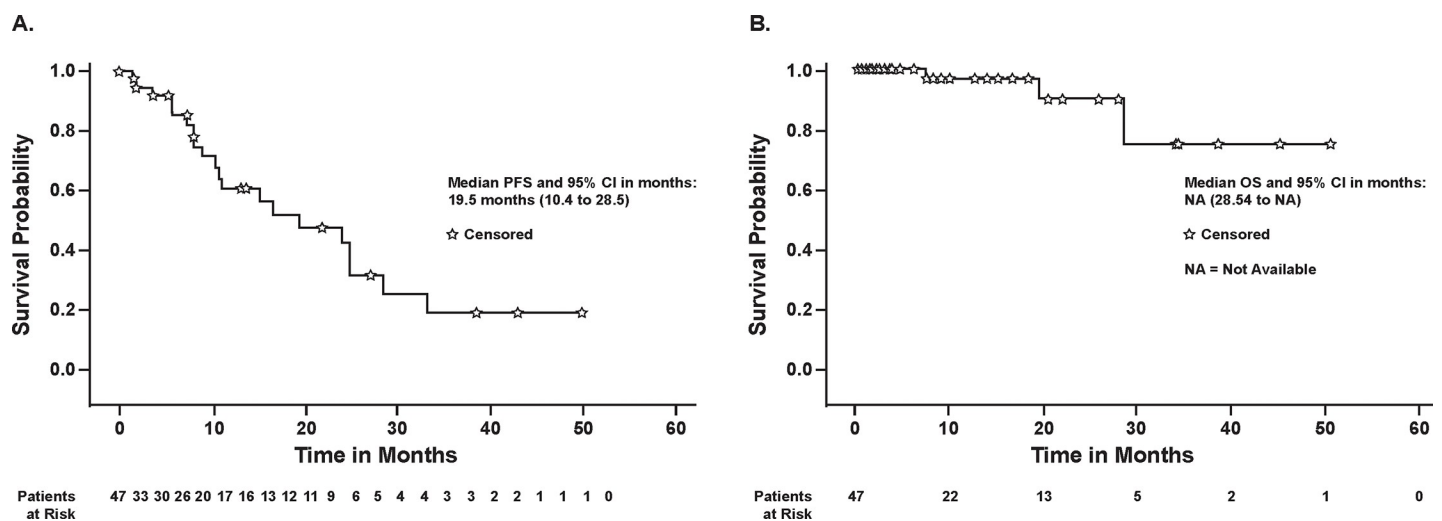 A.
Survival Probability
1.0
0.8
0.6
0.4
0.2
0.0
Median PFS and 95% CI in months:
19.5 months (10.4 to 28.5)
☆ Censored
0 10 20 30 40 50 60
Time in Months
Patients
at Risk
47 33 30 26 20 17 16 13 12 11 9 6 5 4 4 3 3 2 2 1 1 1 0
B.
Survival Probability
1.0
0.8
0.6
0.4
0.2
0.0
Median OS and 95% CI in months:
NA (28.54 to NA)
☆ Censored
NA = Not Available
0 10 20 30 40 50 60
Time in Months
Patients
at Risk
47 22 13 5 2 1 0